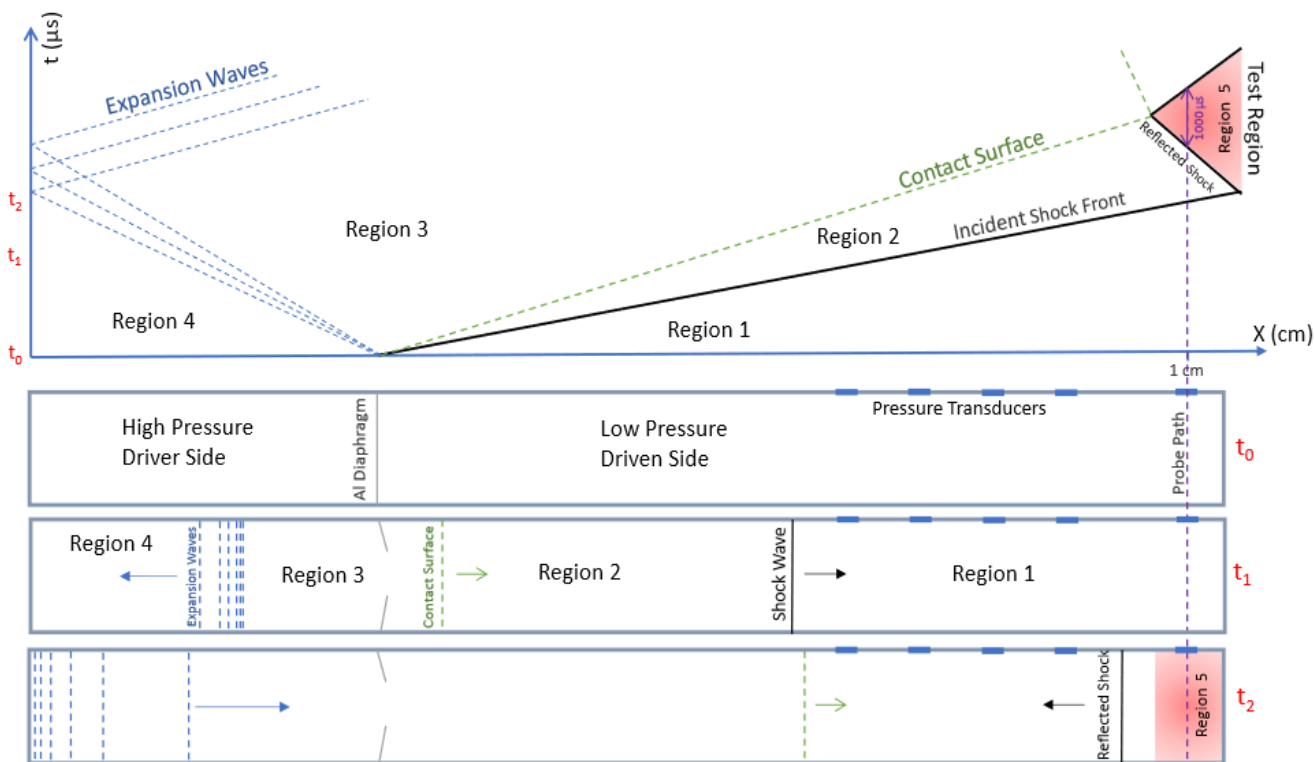 t (µs)
Expansion Waves
Contact Surface
Incident Shock Front
Reflected Shock
1000 µs
Region 5
Test Region
t₂
t₁
t₀
Region 3
Region 2
Region 4
Region 1
X (cm)
1 cm
High Pressure
Driver Side
Al Diaphragm
Low Pressure
Driven Side
Pressure Transducers
Probe Path
t₀
Region 4
Expansion Waves
Region 3
Contact Surface
Region 2
Shock Wave
Region 1
t₁
Reflected Shock
Region 5
t₂